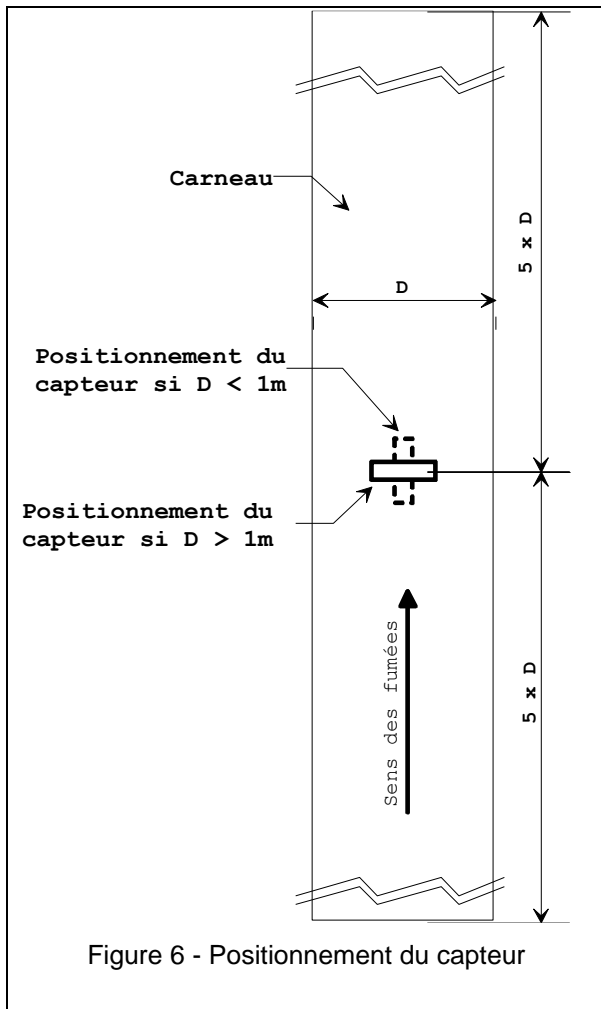 Carneau
5 x D
D
Positionnement du
capteur si D < 1m
Positionnement du
capteur si D > 1m
Sens des fumées
5 x D
Figure 6 - Positionnement du capteur